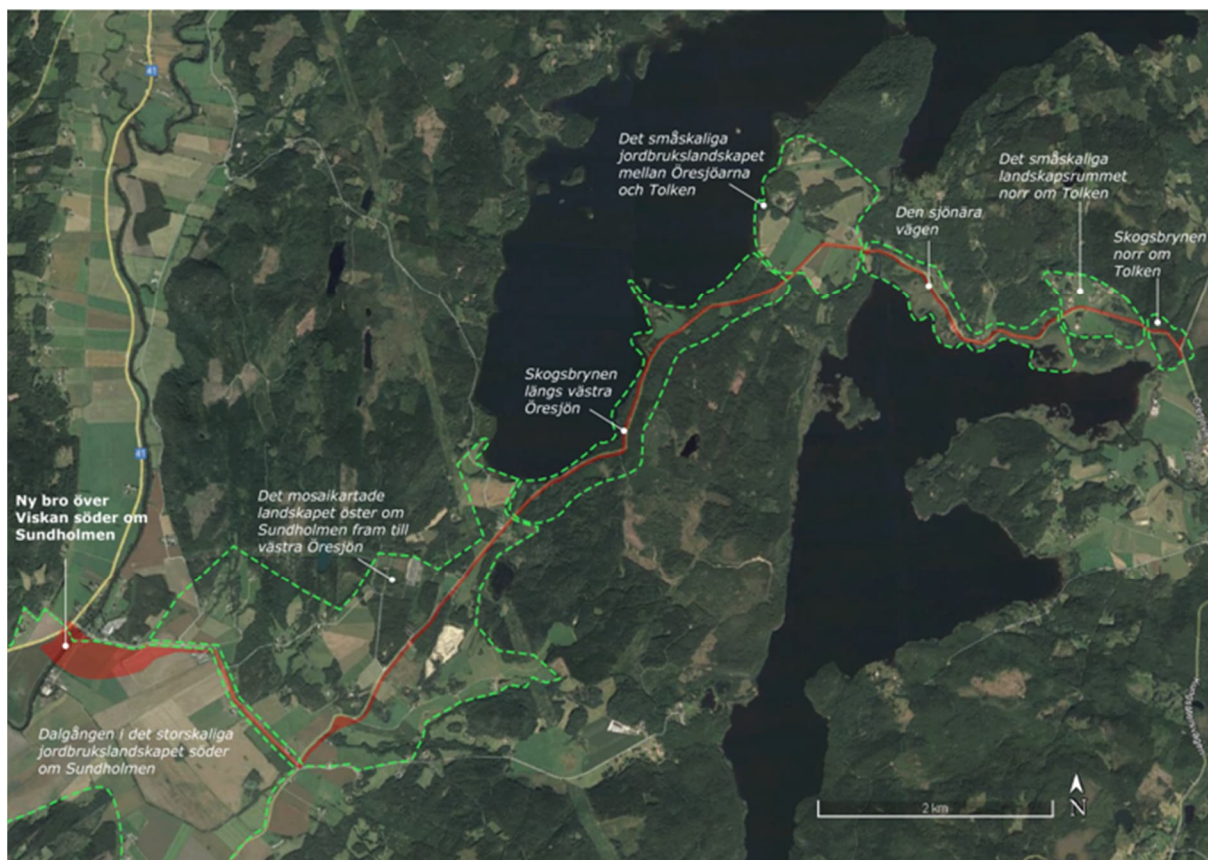 41
Det småskaliga
jordbrukslandskapet
mellan Öresjöarna
och Tolken
Det småskaliga
landskapsrummet
norr om Tolken
Den sjönära
vägen
Skogsbrynen
norr om
Tolken
Skogsbrynen
längs västra
Öresjön
41
Ny bro över
Viskan söder om
Sundholmen
Det mosaikartade
landskapet öster om
Sundholmen fram till
västra Öresjön
Dalgången i det storskaliga
jordbrukslandskapet söder
om Sundholmen
2 km
N